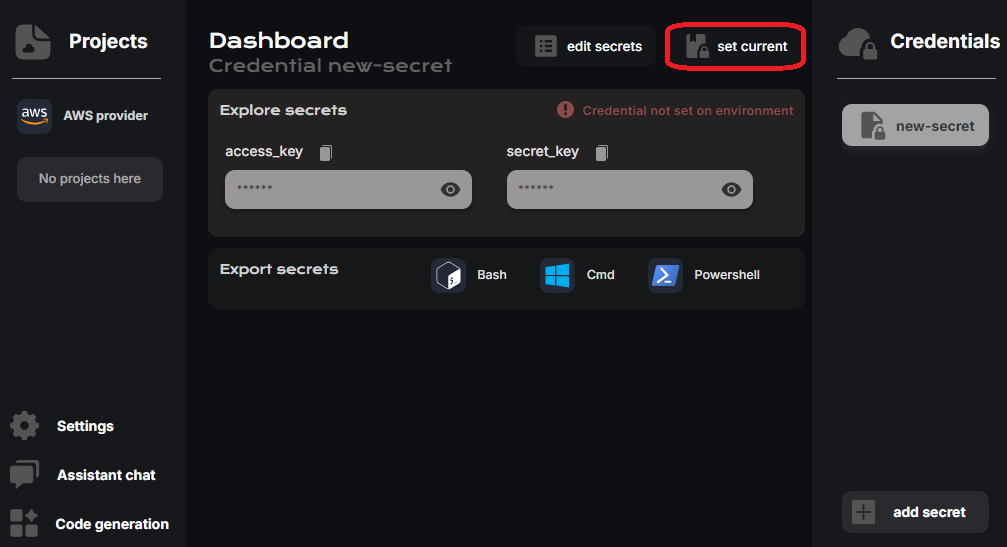 Projects
AWS provider
No projects here
Settings
Assistant chat
Code generation
Dashboard
Credential new-secret
edit secrets
set current
Explore secrets
Credential not set on environment
access_key
******
secret_key
******
Export secrets
Bash
Cmd
Powershell
Credentials
new-secret
add secret
aws